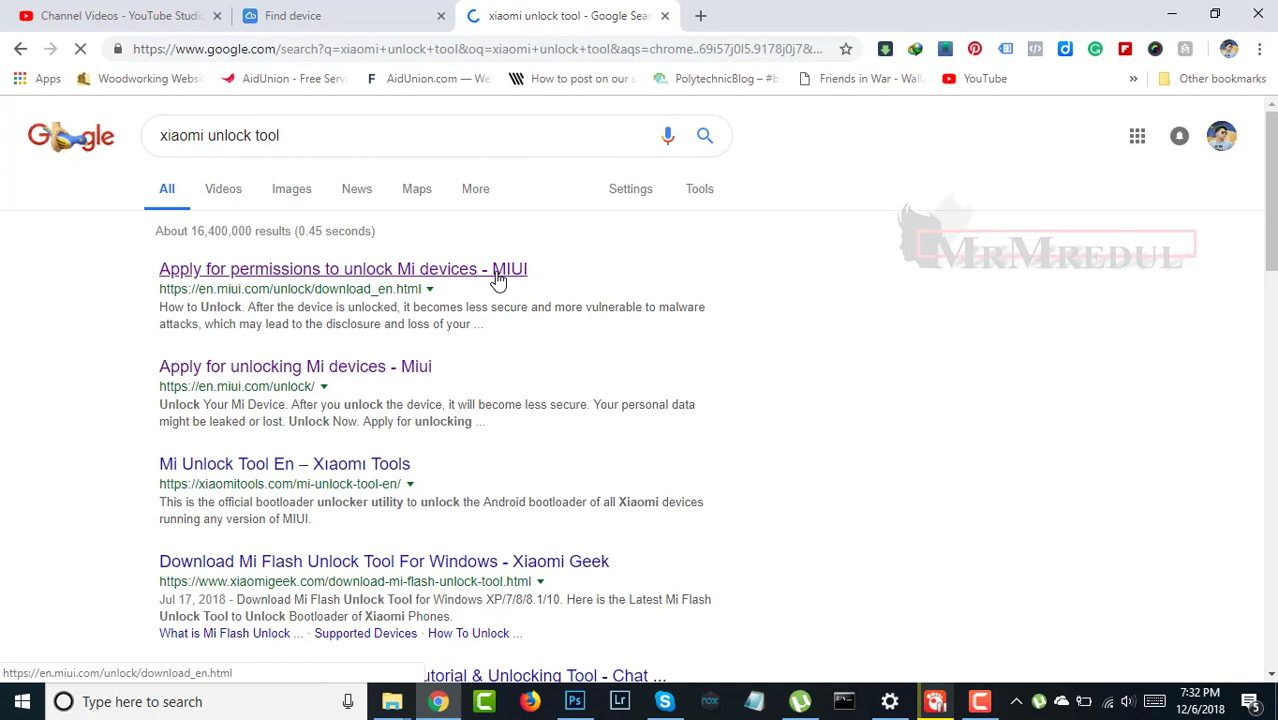 Channel Videos - YouTube Studio
Find device
xiaomi unlock tool - Google Sear
https://www.google.com/search?q=xiaomi+unlock+tool&oq=xiaomi+unlock+tool&aqs=chrome..69i57j0l5.9178j0j7&...
Apps
Woodworking Websi
AidUnion - Free Servi
AidUnion.com — We
How to post on our s
PolytechnicBlog – #b
Friends in War - Wall
YouTube
»
Other bookmarks
Google
xiaomi unlock tool
All
Videos
Images
News
Maps
More
Settings
Tools
About 16,400,000 results (0.45 seconds)
MRMREDUL
Apply for permissions to unlock Mi devices - MIUI
https://en.miui.com/unlock/download_en.html
How to Unlock. After the device is unlocked, it becomes less secure and more vulnerable to malware
attacks, which may lead to the disclosure and loss of your ...
Apply for unlocking Mi devices - Miui
https://en.miui.com/unlock/
Unlock Your Mi Device. After you unlock the device, it will become less secure. Your personal data
might be leaked or lost. Unlock Now. Apply for unlocking ...
Mi Unlock Tool En – Xıaomı Tools
https://xiaomitools.com/mi-unlock-tool-en/
This is the official bootloader unlocker utility to unlock the Android bootloader of all Xiaomi devices
running any version of MIUI.
Download Mi Flash Unlock Tool For Windows - Xiaomi Geek
https://www.xiaomigeek.com/download-mi-flash-unlock-tool.html
Jul 17, 2018 - Download Mi Flash Unlock Tool for Windows XP/7/8/8.1/10. Here is the Latest Mi Flash
Unlock Tool to Unlock Bootloader of Xiaomi Phones.
What is Mi Flash Unlock ... · Supported Devices · How To Unlock ...
utorial & Unlocking Tool - Chat ...
https://en.miui.com/unlock/download_en.html
Type here to search
Ps
Lr
7:32 PM
12/6/2018
5